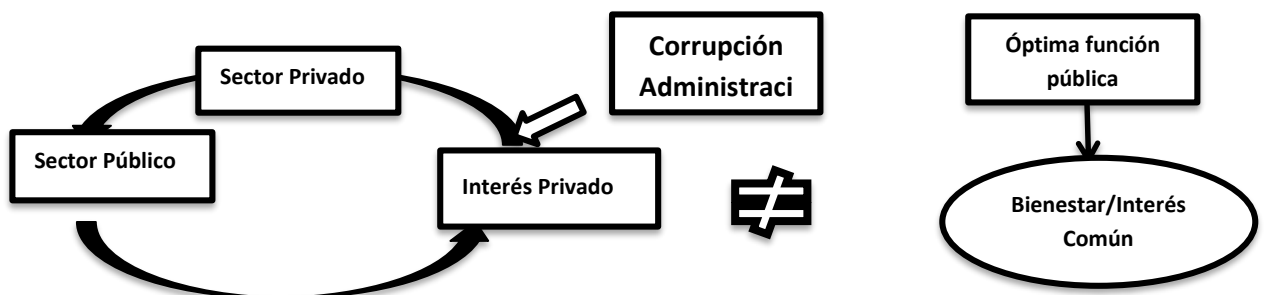 Corrupción
Administraci
Óptima función
pública
Sector Privado
Sector Público
Interés Privado
Bienestar/Interés
Común